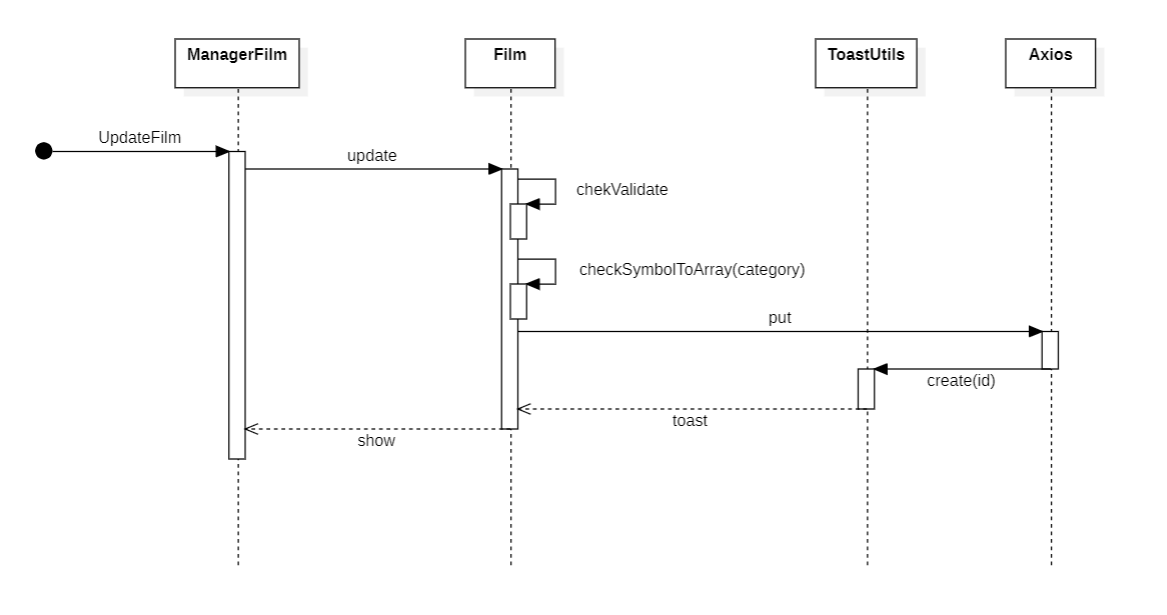 ManagerFilm
Film
ToastUtils
Axios
UpdateFilm
update
chekValidate
checkSymbolToArray(category)
put
create(id)
toast
show